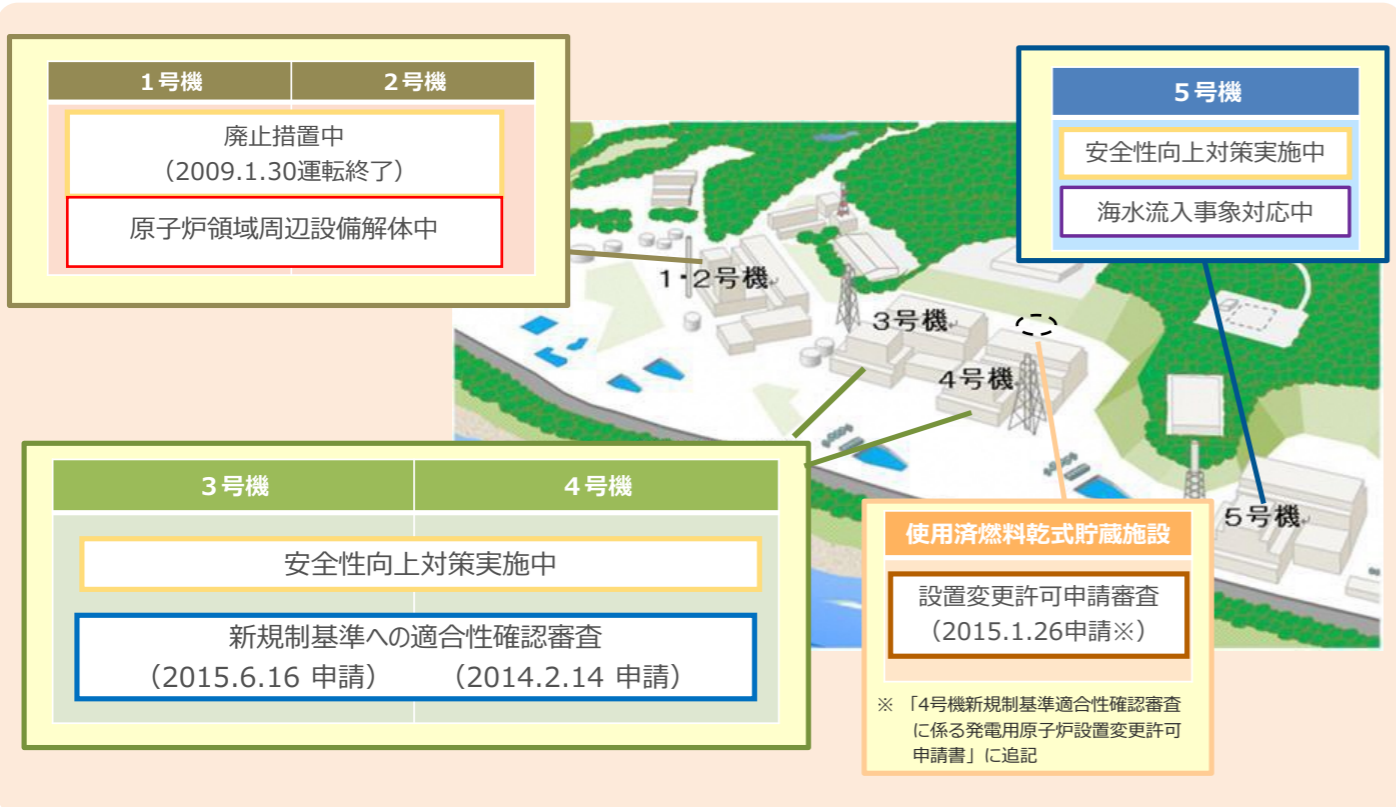 1号機 2号機
廃止措置中
（2009.1.30運転終了）
原子炉領域周辺設備解体中
5号機
安全性向上対策実施中
海水流入事象対応中
1・2号機
3号機
4号機
5号機
3号機 4号機
安全性向上対策実施中
新規制基準への適合性確認審査
（2015.6.16 申請） （2014.2.14 申請）
使用済燃料乾式貯蔵施設
設置変更許可申請審査
（2015.1.26申請※）
※ 「4号機新規制基準適合性確認審査
に係る発電用原子炉設置変更許可
申請書」に追記